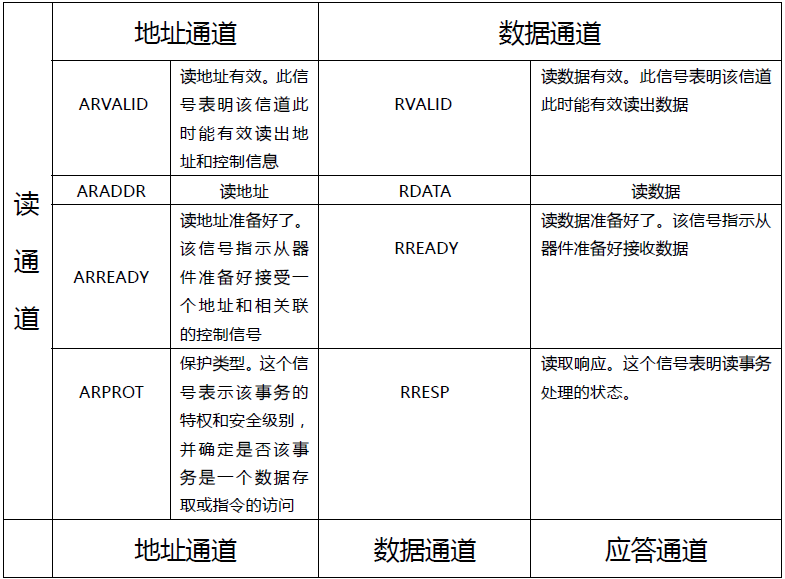 地址通道
数据通道
读
通
道
ARVALID
读地址有效。此信
号表明该信道此
时能有效读出地
址和控制信息
RVALID
读数据有效。此信号表明该信道
此时能有效读出数据
ARADDR
读地址
RDATA
读数据
ARREADY
读地址准备好了。
该信号指示从器
件准备好接受一
个地址和相关联
的控制信号
RREADY
读数据准备好了。该信号指示从
器件准备好接收数据
ARPROT
保护类型。这个信
号表示该事务的
特权和安全级别，
并确定是否该事
务是一个数据存
取或指令的访问
RRESP
读取响应。这个信号表明读事务
处理的状态。
地址通道
数据通道
应答通道